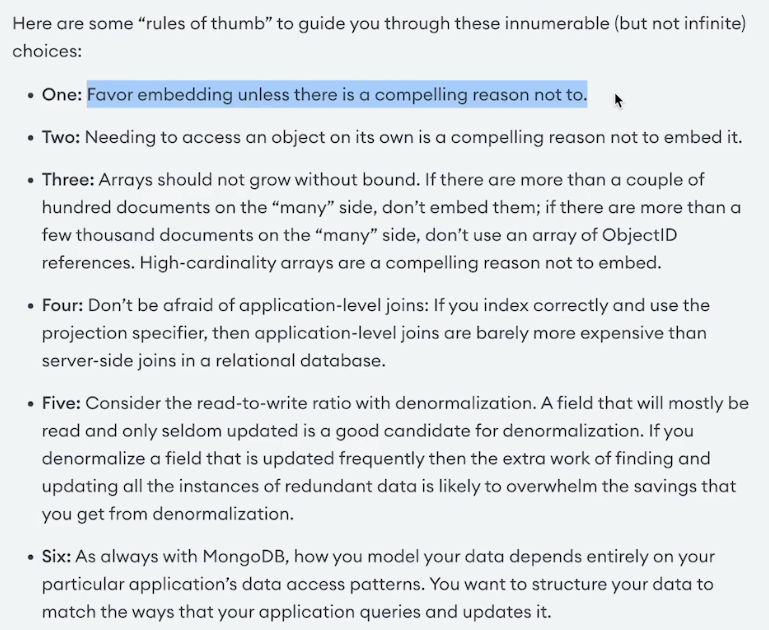 Here are some “rules of thumb” to guide you through these innumerable (but not infinite)
choices:
• One: Favor embedding unless there is a compelling reason not to.
• Two: Needing to access an object on its own is a compelling reason not to embed it.
• Three: Arrays should not grow without bound. If there are more than a couple of
hundred documents on the “many” side, don’t embed them; if there are more than a
few thousand documents on the “many” side, don’t use an array of ObjectID
references. High-cardinality arrays are a compelling reason not to embed.
• Four: Don’t be afraid of application-level joins: If you index correctly and use the
projection specifier, then application-level joins are barely more expensive than
server-side joins in a relational database.
• Five: Consider the read-to-write ratio with denormalization. A field that will mostly be
read and only seldom updated is a good candidate for denormalization. If you
denormalize a field that is updated frequently then the extra work of finding and
updating all the instances of redundant data is likely to overwhelm the savings that
you get from denormalization.
• Six: As always with MongoDB, how you model your data depends entirely on your
particular application’s data access patterns. You want to structure your data to
match the ways that your application queries and updates it.